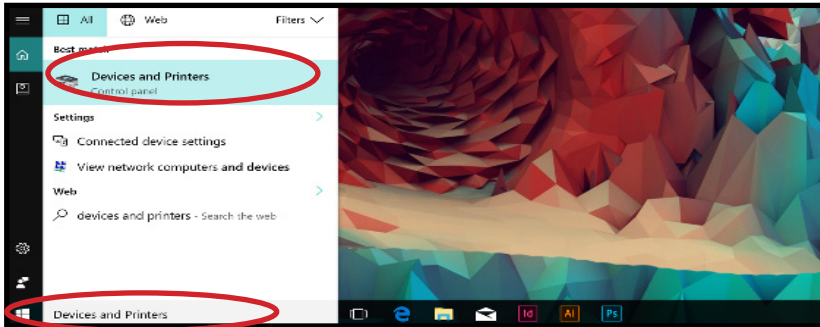 All Web Filters
Best match
Devices and Printers
Control panel
Settings
Connected device settings
View network computers and devices
Web
devices and printers - Search the web
Devices and Printers
Id Ai Ps